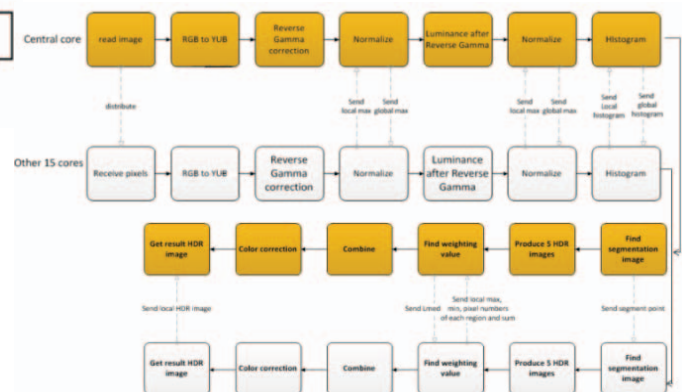 Central core
read image
RGB to YUB
Reverse
Gamma
correction
Normalize
Luminance after
Reverse Gamma
Normalize
Histogram
distribute
Send
local max
Send
global max
Send
local max
Send
global max
Send
Local
histogram
Send
global
histogram
Other 15 cores
Receive pixels
RGB to YUB
Reverse
Gamma
correction
Normalize
Luminance
after Reverse
Gamma
Normalize
Histogram
Get result HDR
image
Color correction
Combine
Find weighting
value
Produce 5 HDR
images
Find
segmentation
image
Send local HDR image
Send Lmed
Send local max,
min, pixel numbers
of each region and sum
Send segment point
Get result HDR
image
Color correction
Combine
Find weighting
value
Produce 5 HDR
images
Find
segmentation
image